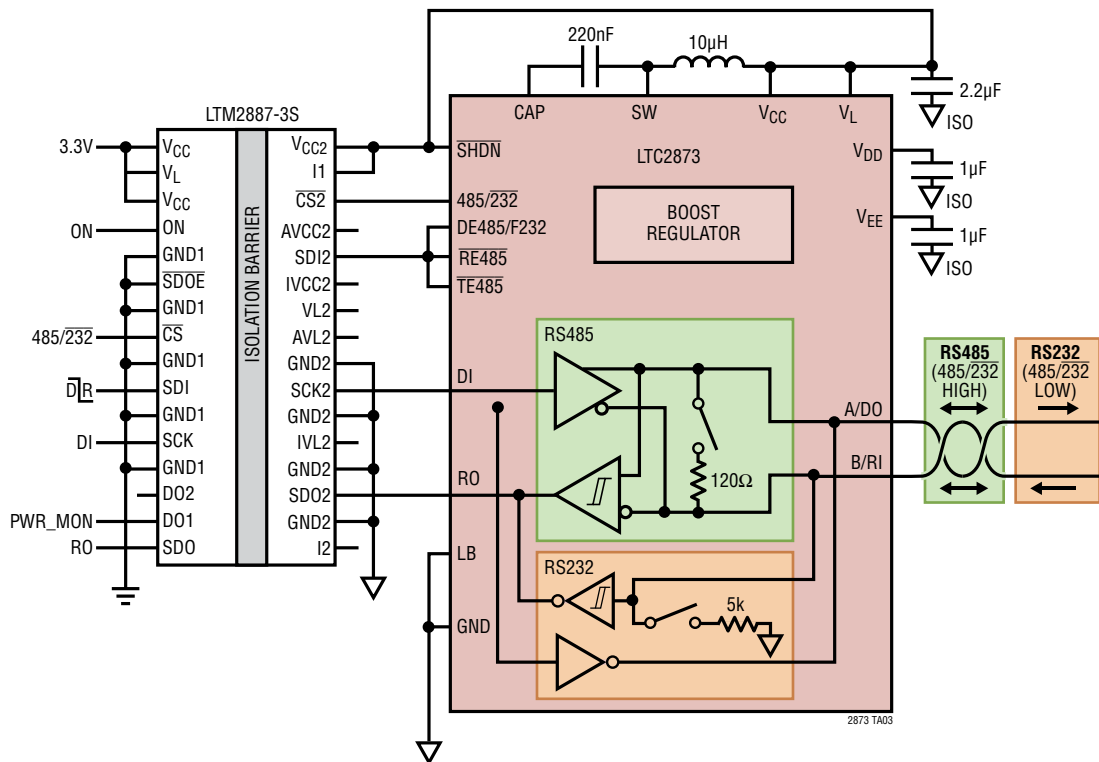 220nF
10µH
CAP
SW
VCC
VL
2.2µF
ISO
LTM2887-3S
3.3V
VCC
VL
VCC
ON
ON
GND1
SDOE
GND1
485/232
CS
GND1
D R
SDI
GND1
DI
SCK
GND1
DO2
PWR_MON
DO1
RO
SDO
ISOLATION BARRIER
VCC2
I1
CS2
AVCC2
SDI2
IVCC2
VL2
AVL2
GND2
SCK2
GND2
IVL2
GND2
SDO2
GND2
I2
SHDN
LTC2873
485/232
DE485/F232
RE485
TE485
BOOST
REGULATOR
VDD
1µF
ISO
VEE
1µF
ISO
RS485
DI
RO
120Ω
A/DO
B/RI
RS485
(485/232
HIGH)
RS232
(485/232
LOW)
LB
GND
RS232
5k
2873 TA03